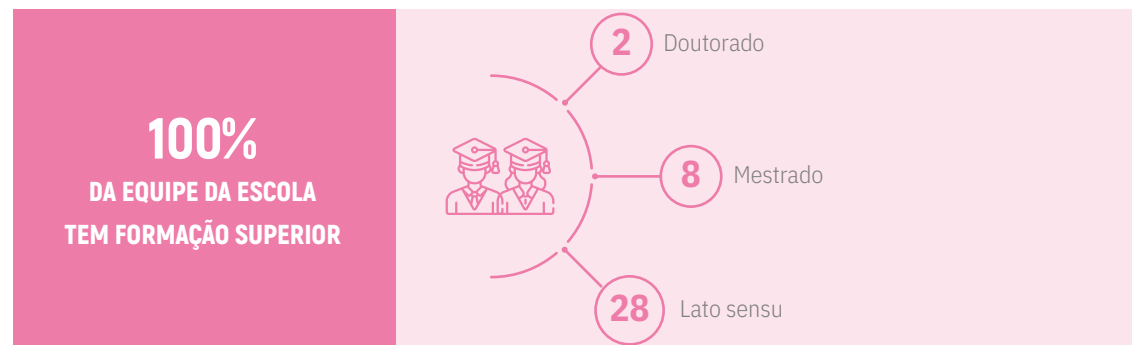 100%
DA EQUIPE DA ESCOLA
TEM FORMAÇÃO SUPERIOR
2 Doutorado
8 Mestrado
28 Lato sensu